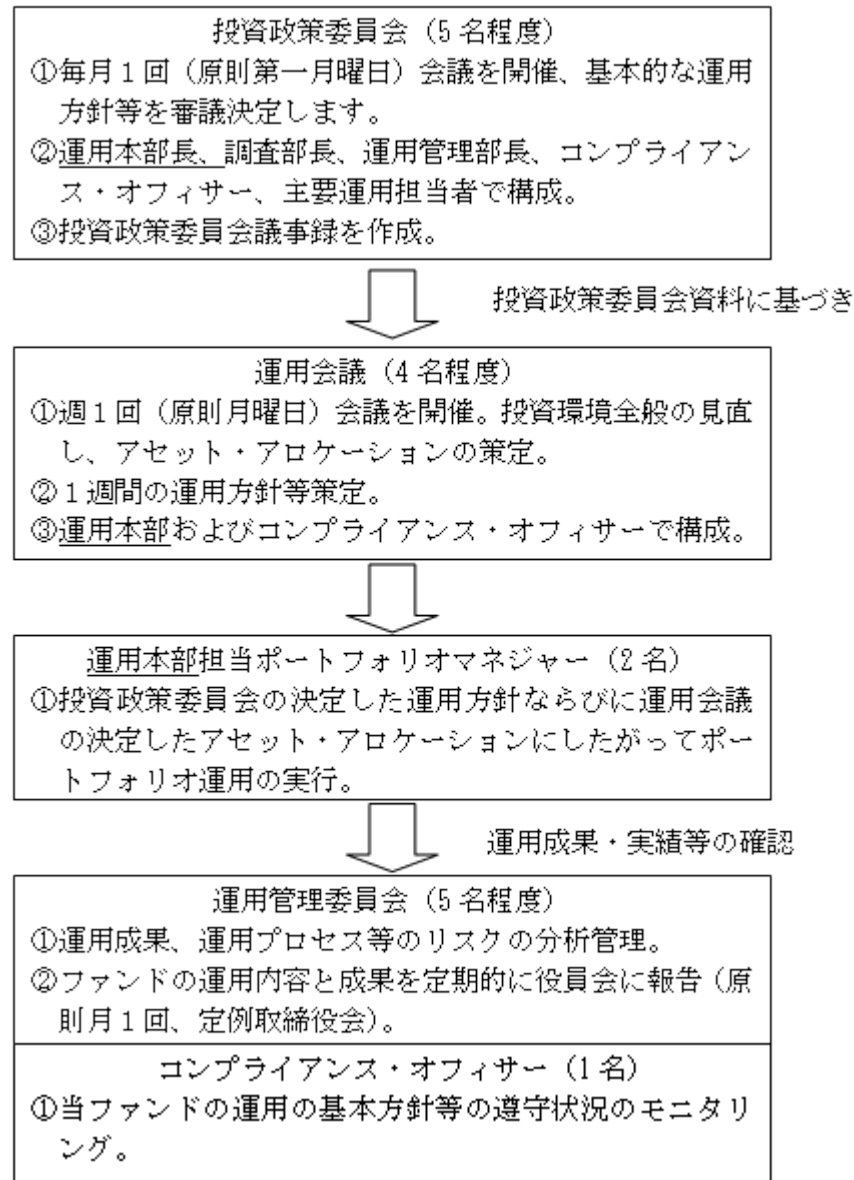 投資政策委員会(5名程度)
①毎月1回(原則第一月曜日)会議を開催、基本的な運用
方針等を審議決定します。
②運用本部長、調査部長、運用管理部長、コンプライアン
ス・オフィサー、主要運用担当者で構成。
③投資政策委員会議事録を作成。
投資政策委員会資料に基づき
運用会議(4名程度)
①週1回(原則月曜日)会議を開催。投資環境全般の見直
し、アセット・アロケーションの策定。
②1週間の運用方針等策定。
③運用本部およびコンプライアンス・オフィサーで構成。
運用本部担当ポートフォリオマネジャー(2名)
①投資政策委員会の決定した運用方針ならびに運用会議
の決定したアセット・アロケーションにしたがってポー
トフォリオ運用の実行。
運用成果・実績等の確認
運用管理委員会(5名程度)
①運用成果、運用プロセス等のリスクの分析管理。
②ファンドの運用内容と成果を定期的に役員会に報告(原
則月1回、定例取締役会)。
コンプライアンス・オフィサー(1名)
①当ファンドの運用の基本方針等の遵守状況のモニタリ
ング。